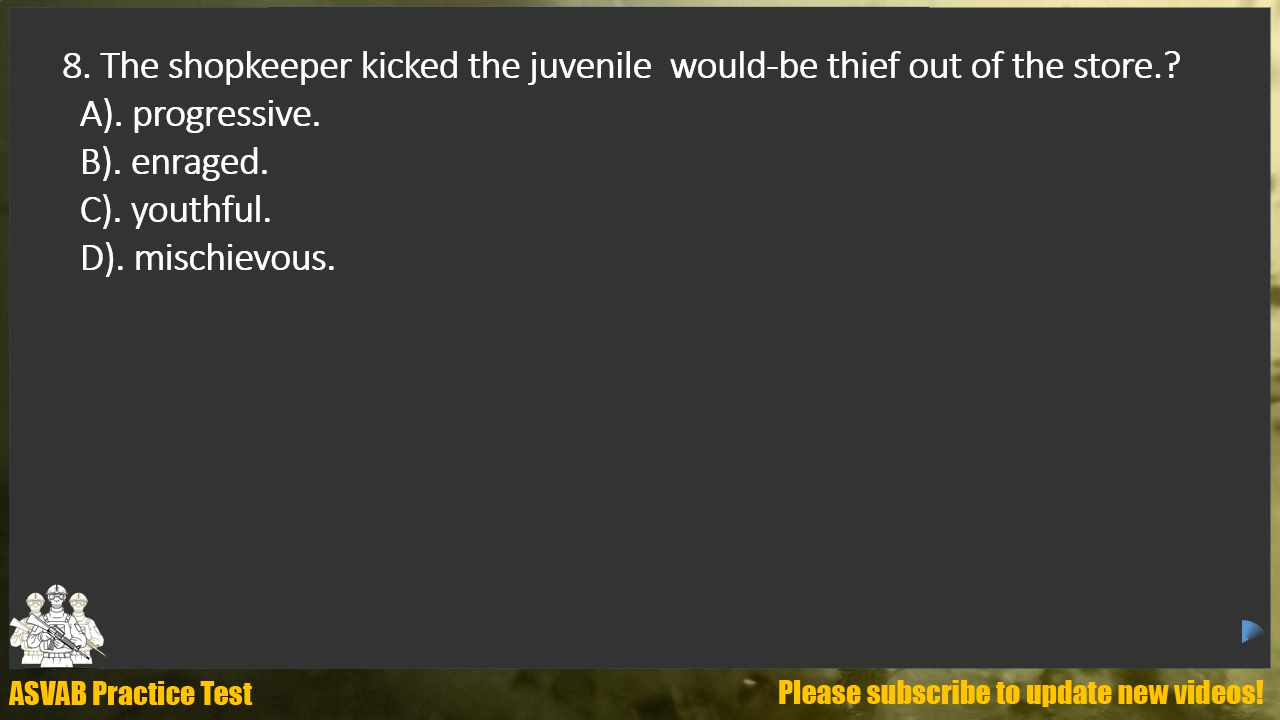 8. The shopkeeper kicked the juvenile  would-be thief out of the store.?
A). progressive.
B). enraged.
C). youthful.
D). mischievous.
ASVAB Practice Test
Please subscribe to update new videos!